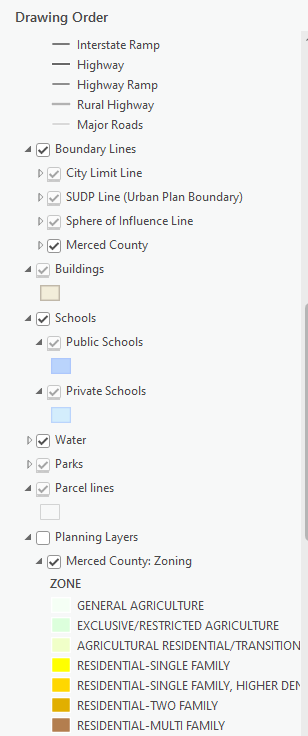 Drawing Order
Interstate Ramp
Highway
Highway Ramp
Rural Highway
Major Roads
Boundary Lines
City Limit Line
SUDP Line (Urban Plan Boundary)
Sphere of Influence Line
Merced County
Buildings
Schools
Public Schools
Private Schools
Water
Parks
Parcel lines
Planning Layers
Merced County: Zoning
ZONE
GENERAL AGRICULTURE
EXCLUSIVE/RESTRICTED AGRICULTURE
AGRICULTURAL RESIDENTIAL/TRANSITION
RESIDENTIAL-SINGLE FAMILY
RESIDENTIAL-SINGLE FAMILY, HIGHER DEN
RESIDENTIAL-TWO FAMILY
RESIDENTIAL-MULTI FAMILY